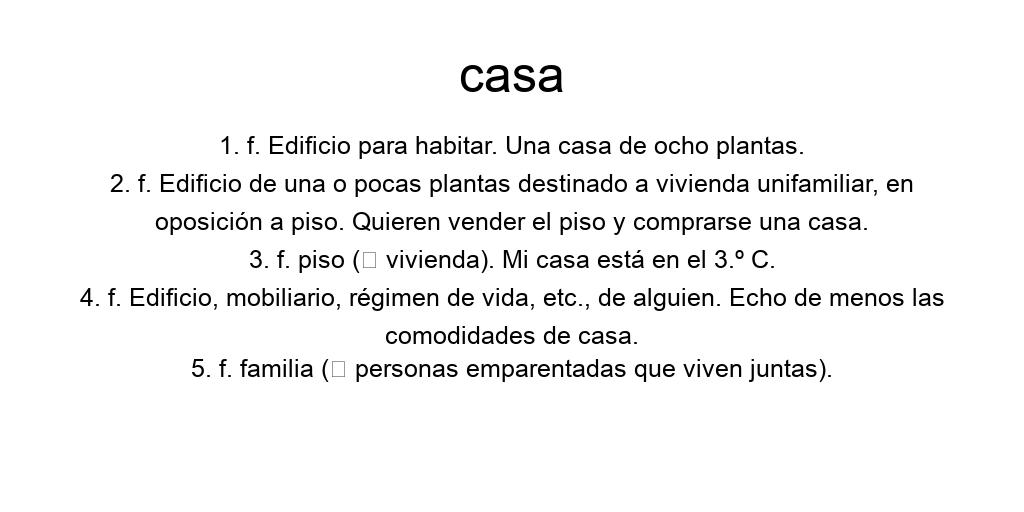 casa
1. f. Edificio para habitar. Una casa de ocho plantas.
2. f. Edificio de una o pocas plantas destinado a vivienda unifamiliar, en
oposición a piso. Quieren vender el piso y comprarse una casa.
3. f. piso (□ vivienda). Mi casa está en el 3.º C.
4. f. Edificio, mobiliario, régimen de vida, etc., de alguien. Echo de menos las
comodidades de casa.
5. f. familia (□ personas emparentadas que viven juntas).